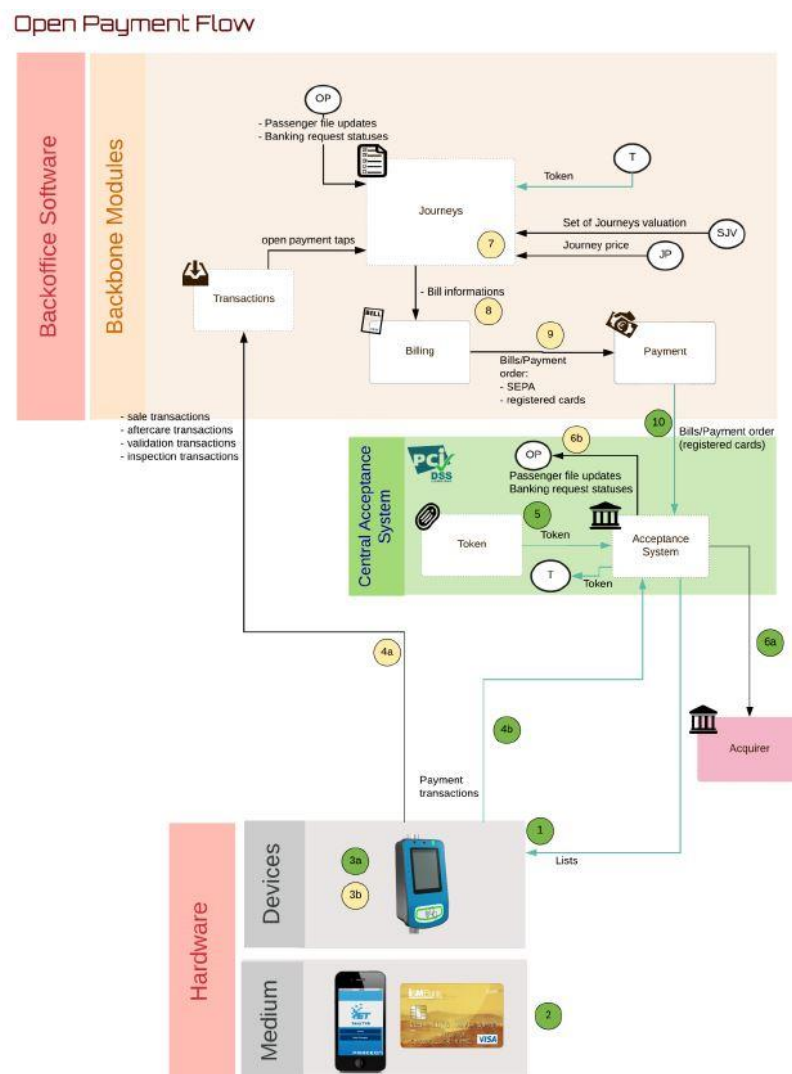 Open Payment Flow
Backoffice Software
Backbone Modules
OP
- Passenger file updates
- Banking request statuses
T
Token
Journeys
7
Set of Journeys valuation
SJV
Journey price
JP
open payment taps
Transactions
- Bill informations
8
BILL
Billing
9
Bills/Payment
order:
- SEPA
- registered cards
Payment
- sale transactions
- aftercare transactions
- validation transactions
- inspection transactions
10
Bills/Payment order
(registered cards)
Central Acceptance
System
PCI
DSS
OP
6b
Passenger file updates
Banking request statuses
5
Token
Token
Acceptance
System
T
Token
4a
6a
4b
Acquirer
Payment
transactions
Hardware
Devices
3a
3b
1
Lists
Medium
VISA
2